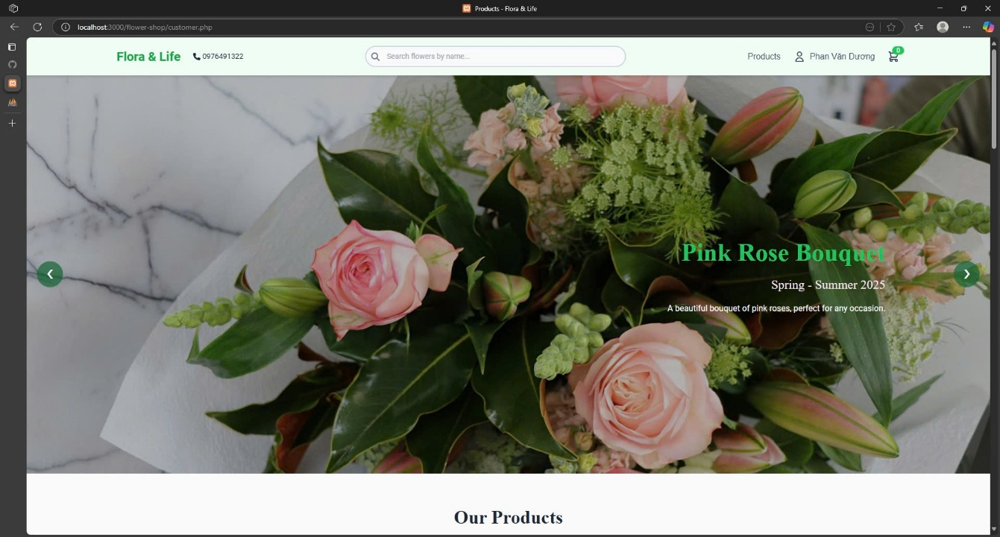 Products - Flora & Life
localhost:3000/flower-shop/customer.php
Flora & Life
0976491322
Search flowers by name...
Products
Phan Văn Dương
0
Pink Rose Bouquet
Spring - Summer 2025
A beautiful bouquet of pink roses, perfect for any occasion.
Our Products